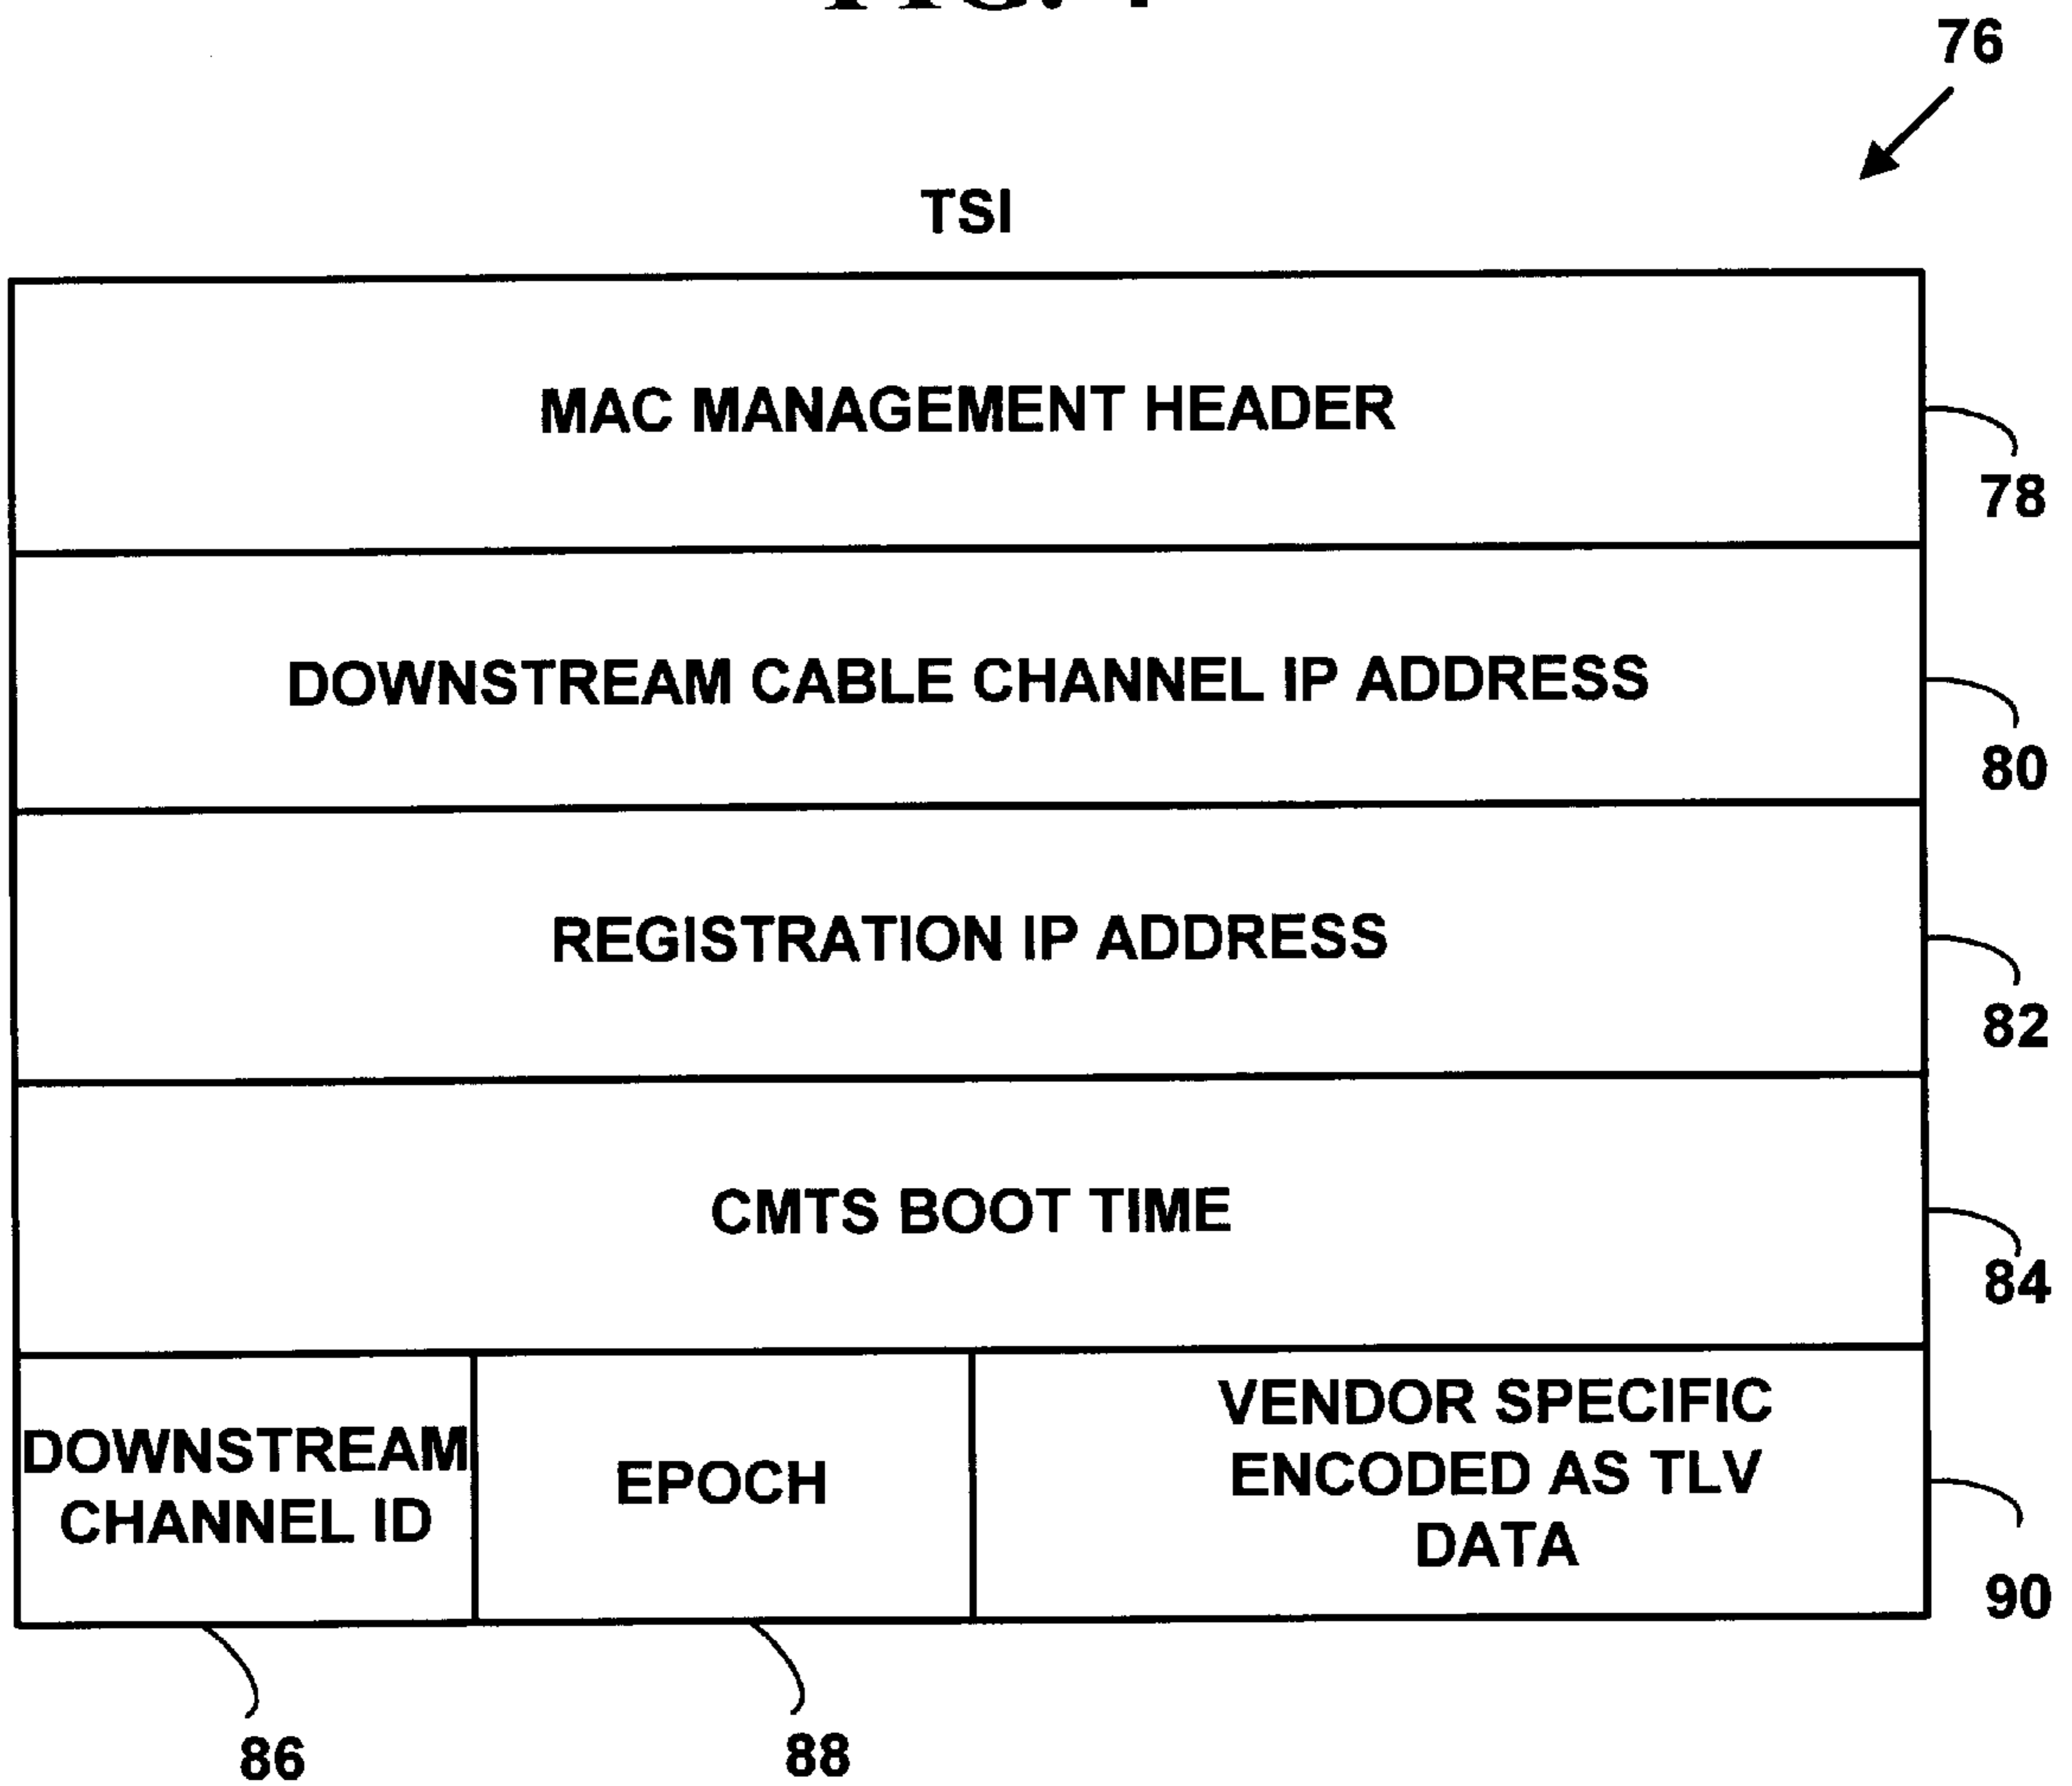 76
TSI
MAC MANAGEMENT HEADER
78
DOWNSTREAM CABLE CHANNEL IP ADDRESS
80
REGISTRATION IP ADDRESS
82
CMTS BOOT TIME
84
DOWNSTREAM
CHANNEL ID
EPOCH
VENDOR SPECIFIC
ENCODED AS TLV
DATA
90
86
88